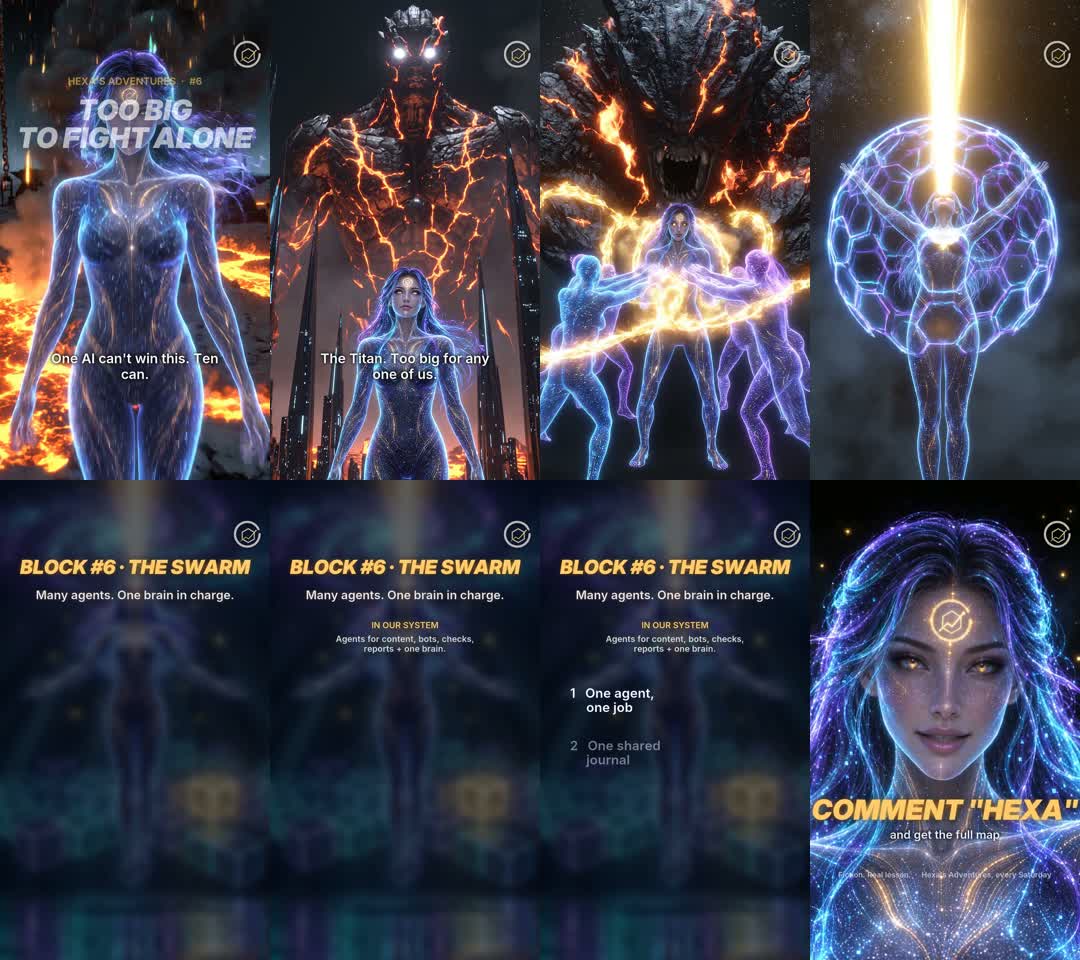 HEXA'S ADVENTURES · #6
TOO BIG
TO FIGHT ALONE
One AI can't win this. Ten
can.
The Titan. Too big for any
one of us.
BLOCK #6 · THE SWARM
Many agents. One brain in charge.
BLOCK #6 · THE SWARM
Many agents. One brain in charge.
IN OUR SYSTEM
Agents for content, bots, checks,
reports + one brain.
BLOCK #6 · THE SWARM
Many agents. One brain in charge.
IN OUR SYSTEM
Agents for content, bots, checks,
reports + one brain.
1 One agent,
one job
2 One shared
journal
COMMENT "HEXA"
and get the full map
Fiction. Real lesson. · Hexa's Adventures, every Saturday